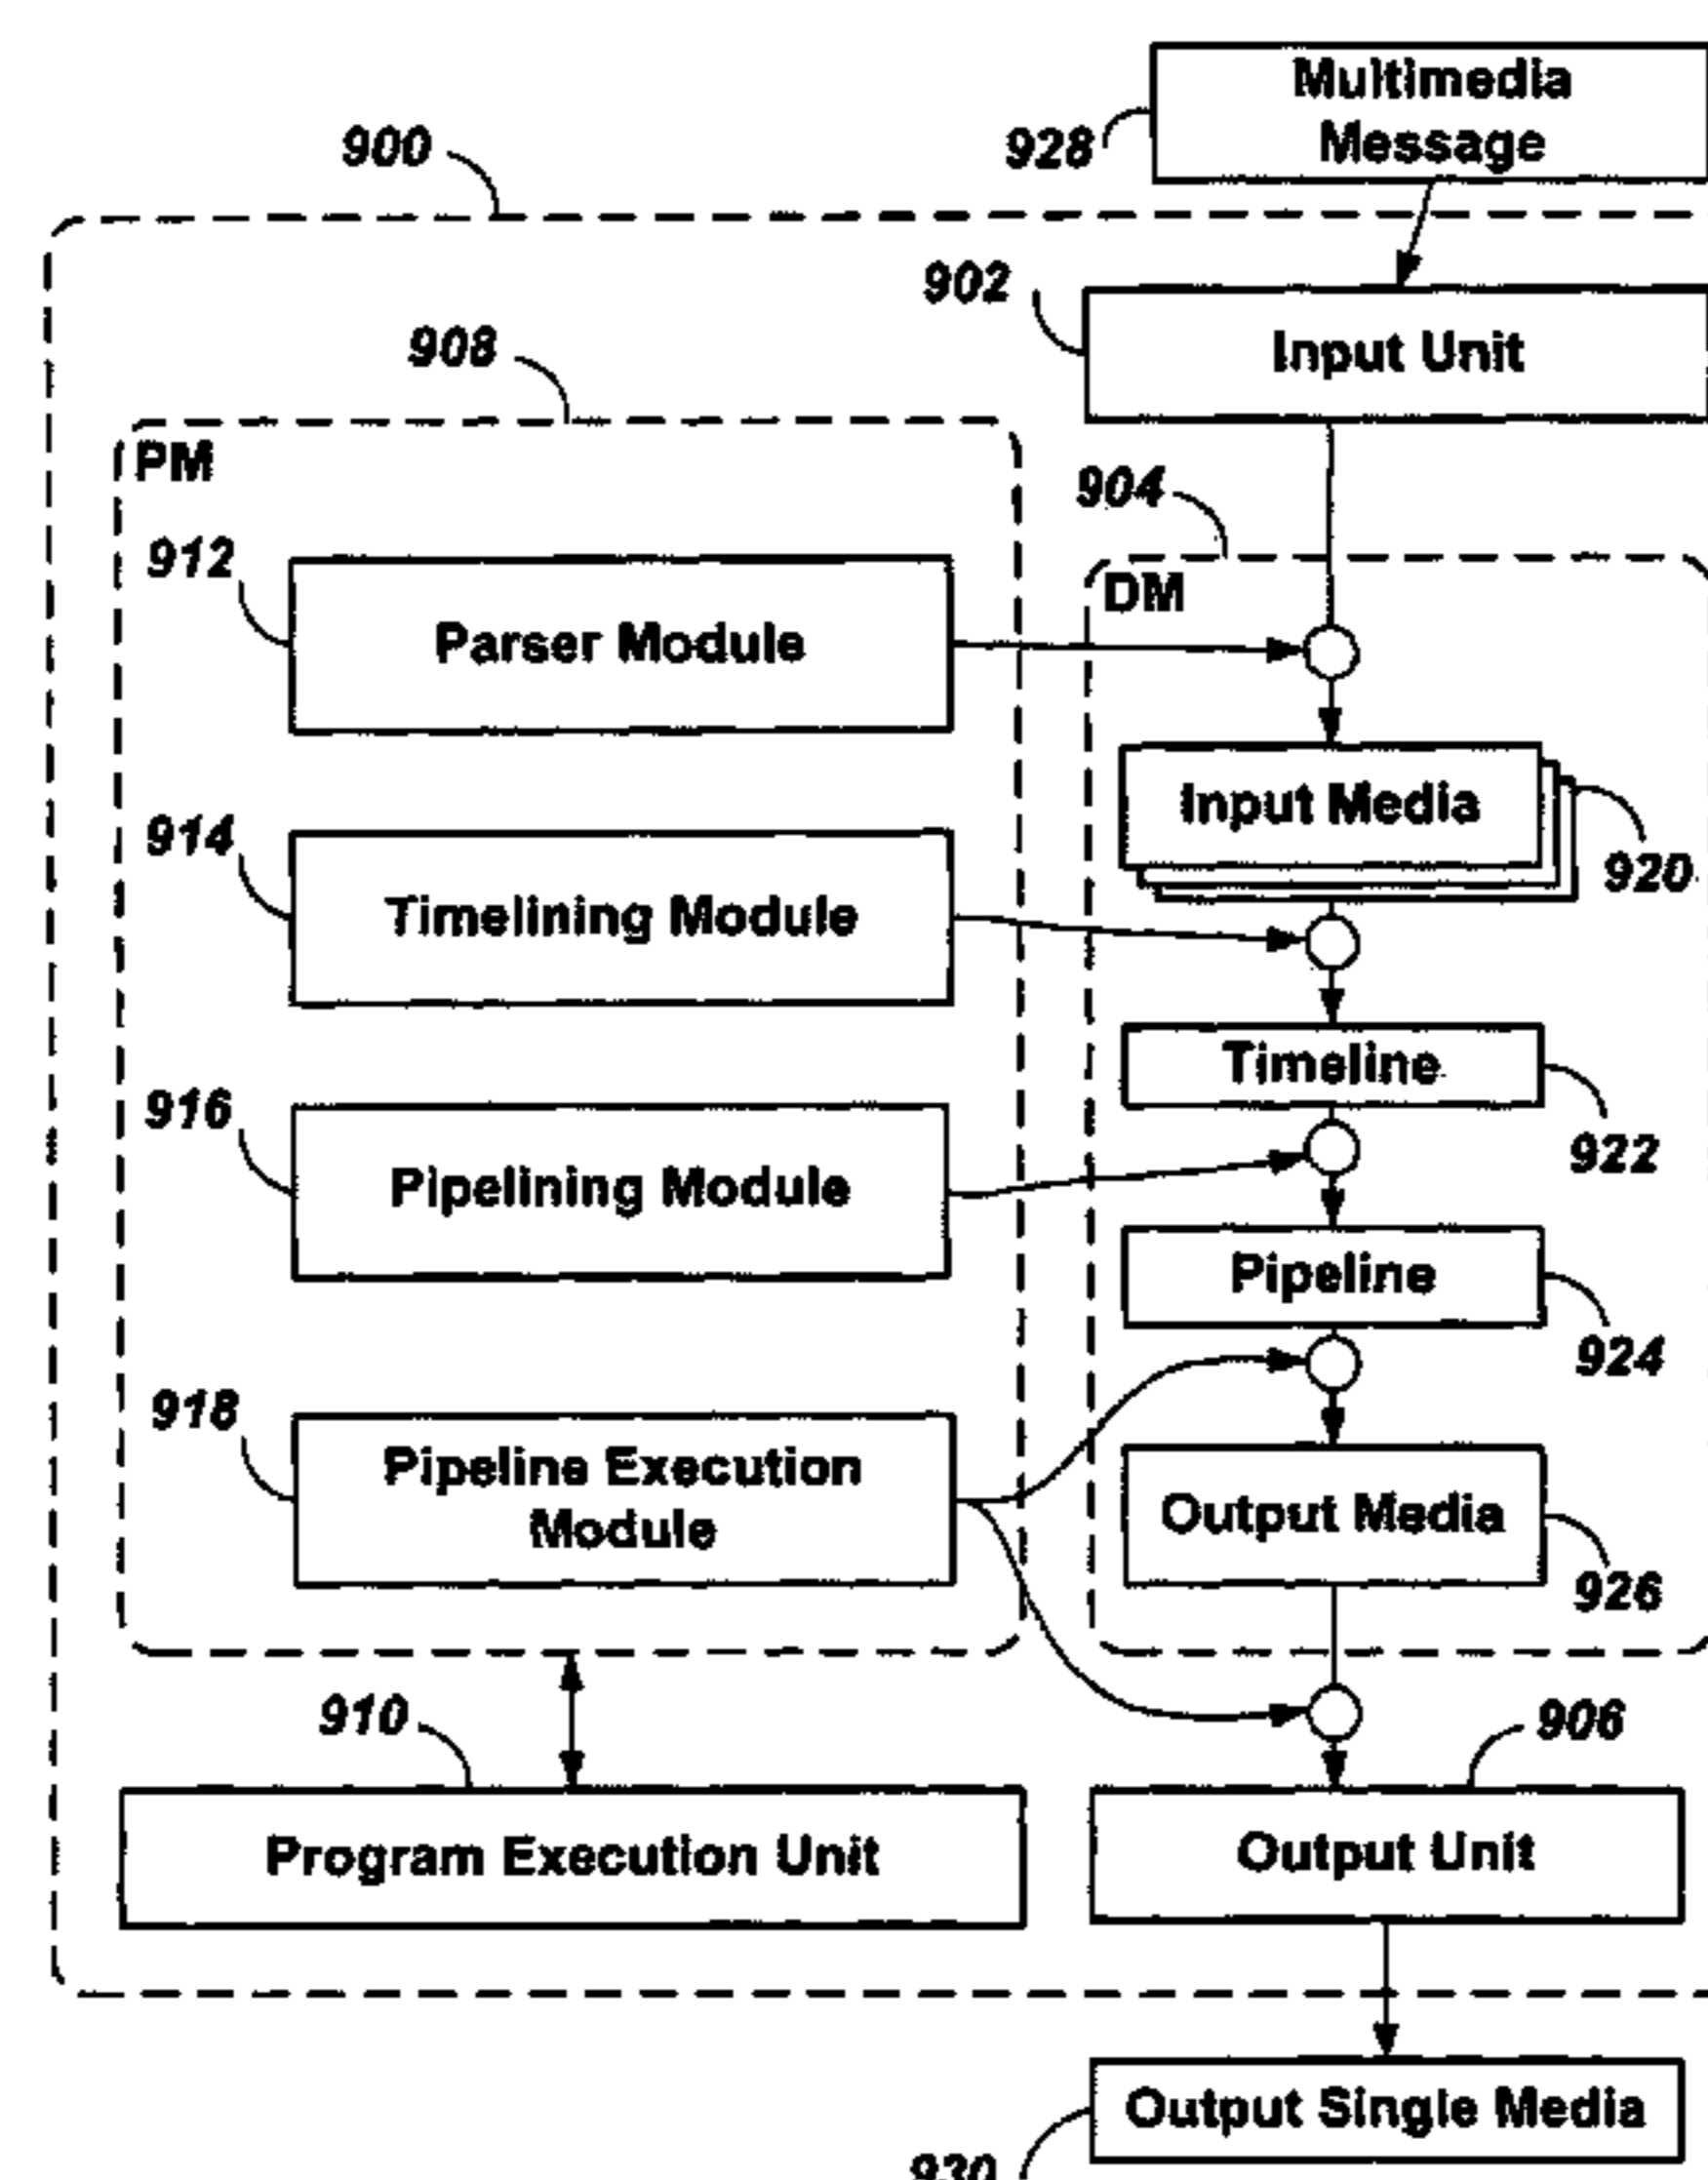 Multimedia
Message
928
900
902
Input Unit
908
PM
904
DM
912
Parser Module
Input Media
920
914
Timelining Module
Timeline
922
916
Pipelining Module
Pipeline
924
918
Pipeline Execution
Module
Output Media
926
910
906
Program Execution Unit
Output Unit
Output Single Media
930